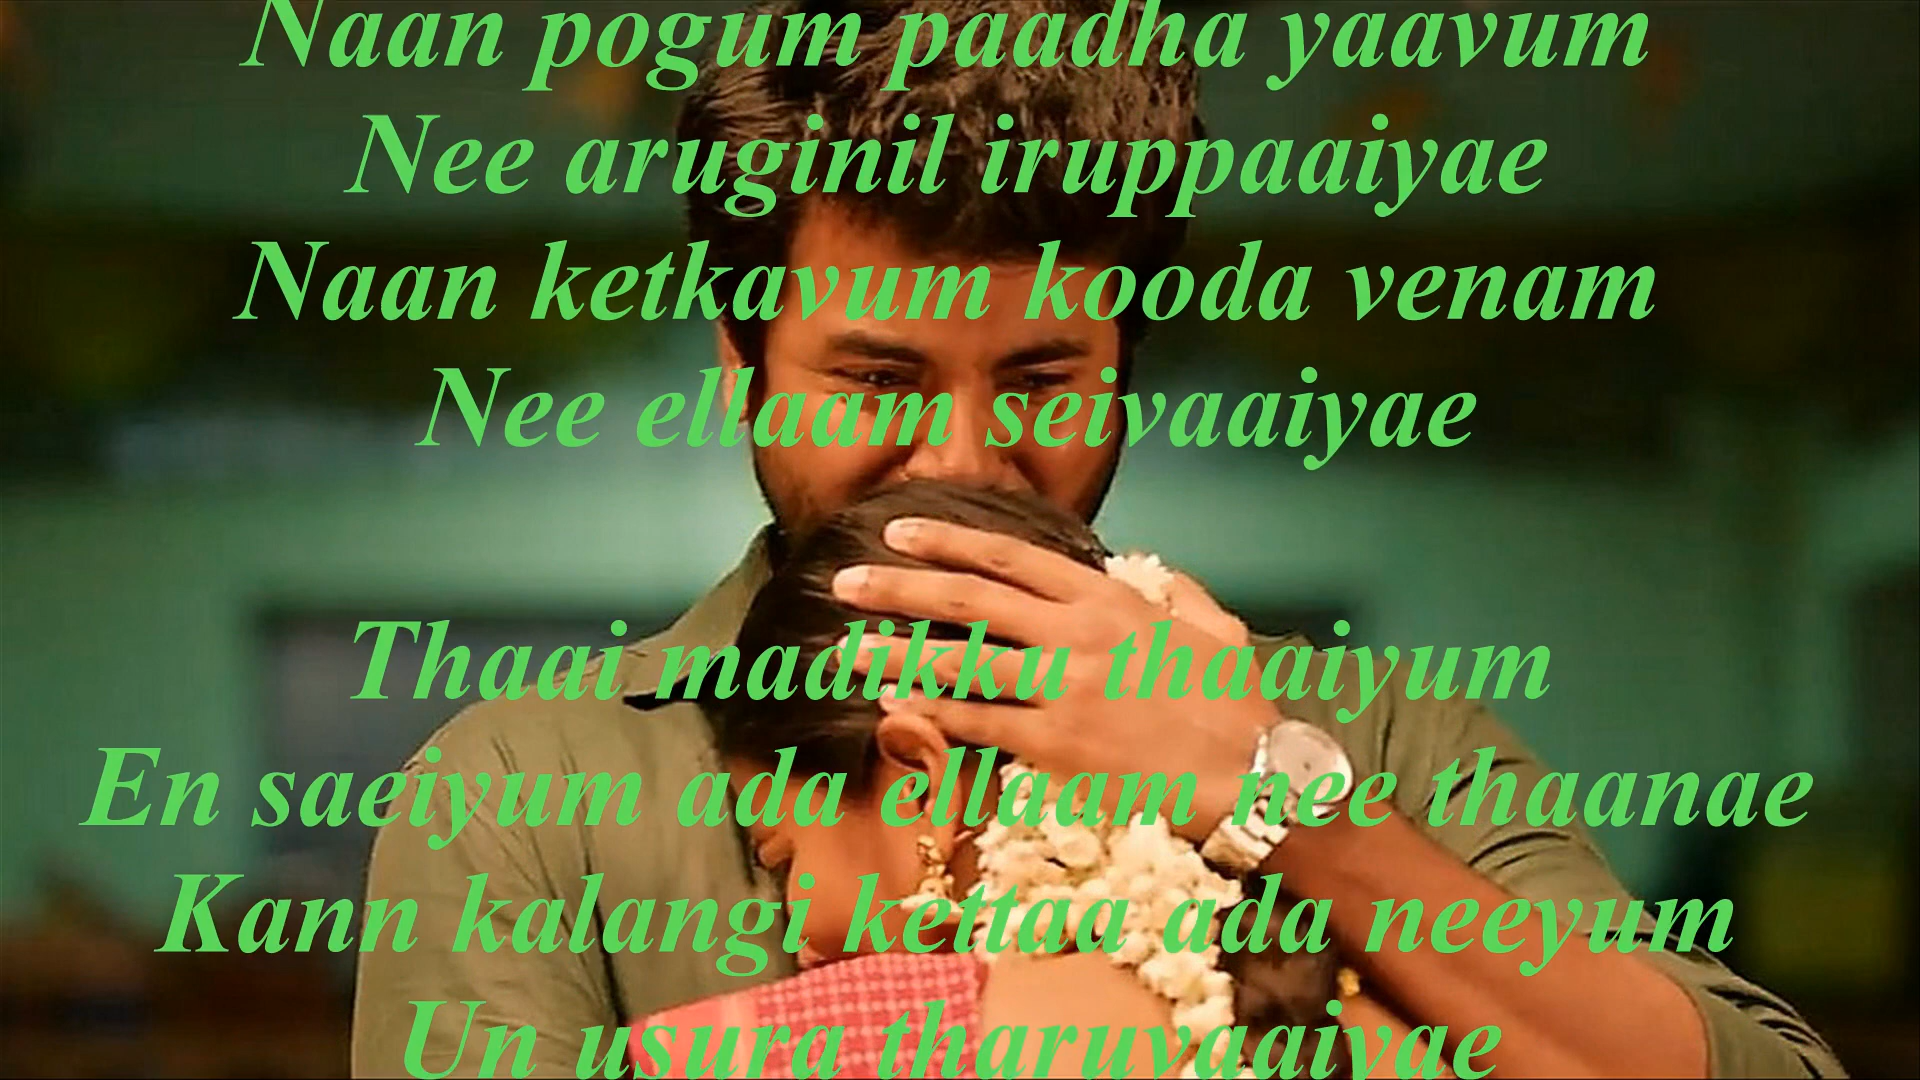 Naan pogum paadha yaavum
Nee aruginil iruppaaiyae
Naan ketkavum kooda venam
Nee ellaam seivaaiyae
Thaai madikku thaaiyum
En saeiyum ada ellaam nee thaanae
Kann kalangi kettaa ada neeyum
Un usura tharuvaaiyae